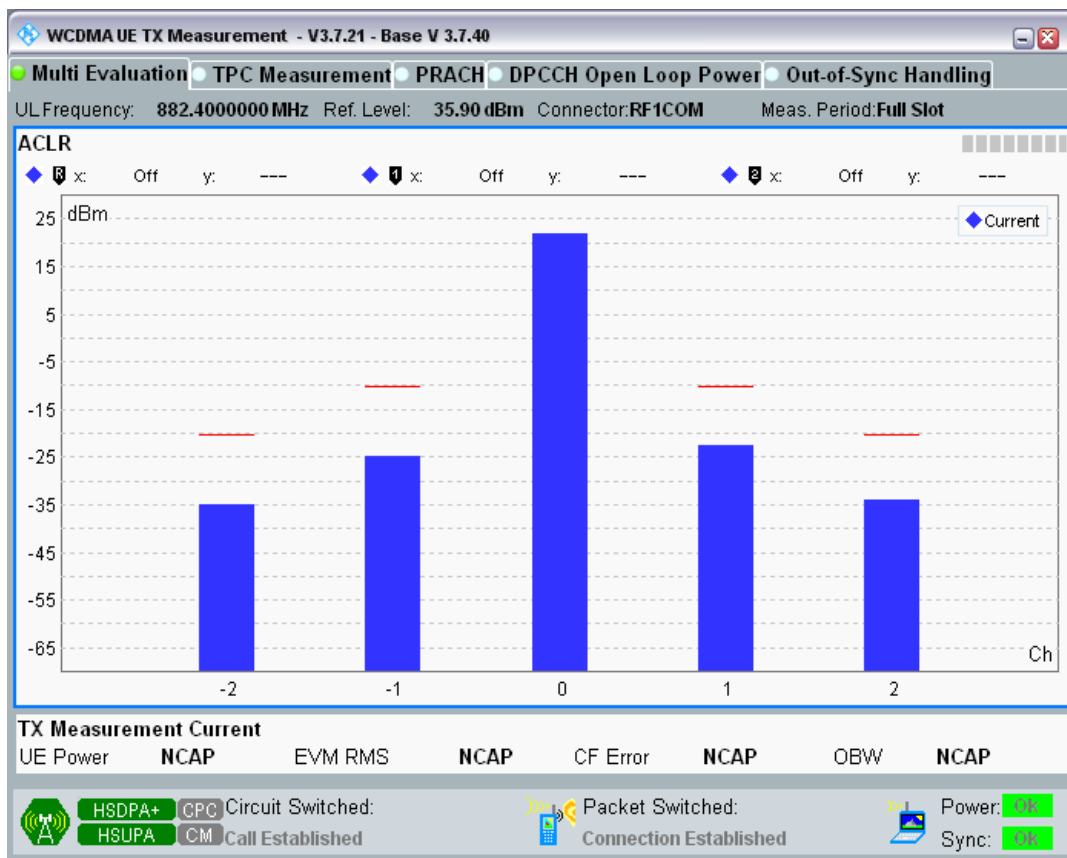 WCDMA UE TX Measurement - V3.7.21 - Base V 3.7.40
Multi Evaluation TPC Measurement PRACH DPCCH Open Loop Power Out-of-Sync Handling
UL Frequency: 882.4000000 MHz Ref. Level: 35.90 dBm Connector:RF1COM Meas. Period:Full Slot
ACLR
R x: Off y: --- 1 x: Off y: --- 2 x: Off y: ---
dBm
Current
25
15
5
-5
-15
-25
-35
-45
-55
-65
Ch
-2 -1 0 1 2
TX Measurement Current
UE Power NCAP EVM RMS NCAP CF Error NCAP OBW NCAP
HSDPA+ CPC Circuit Switched: Packet Switched: Power: Ok
HSUPA CM Call Established Connection Established Sync: Ok